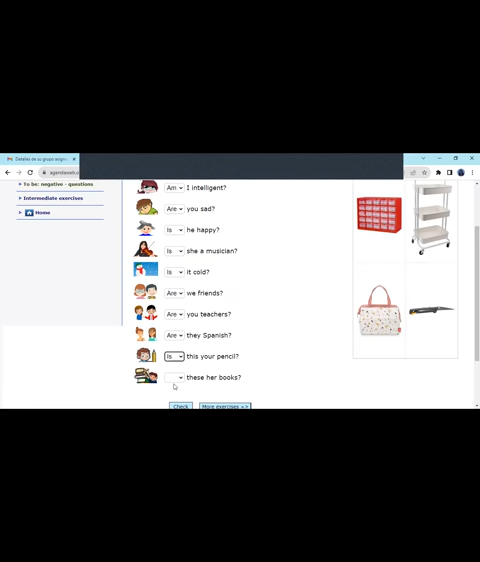 Detalles de su grupo asigna
agendaweb.o
To be: negative - questions
Intermediate exercises
Home
Am I intelligent?
Are you sad?
Is he happy?
Is she a musician?
Is it cold?
Are we friends?
Are you teachers?
Are they Spanish?
Is this your pencil?
these her books?
Check
More exercises = >